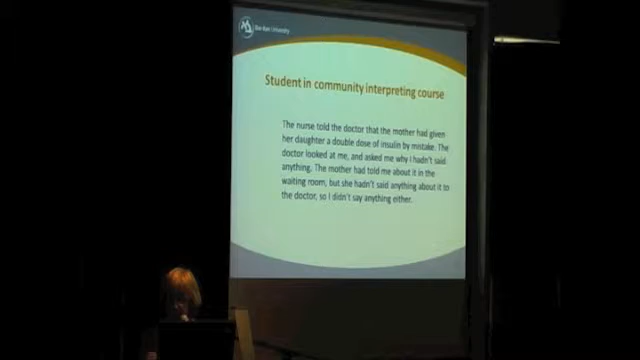 Bar-Ilan University
Student in community interpreting course
The nurse told the doctor that the mother had given
her daughter a double dose of insulin by mistake. The
doctor looked at me, and asked me why I hadn't said
anything. The mother had told me about it in the
waiting room, but she hadn't said anything about it to
the doctor, so I didn't say anything either.